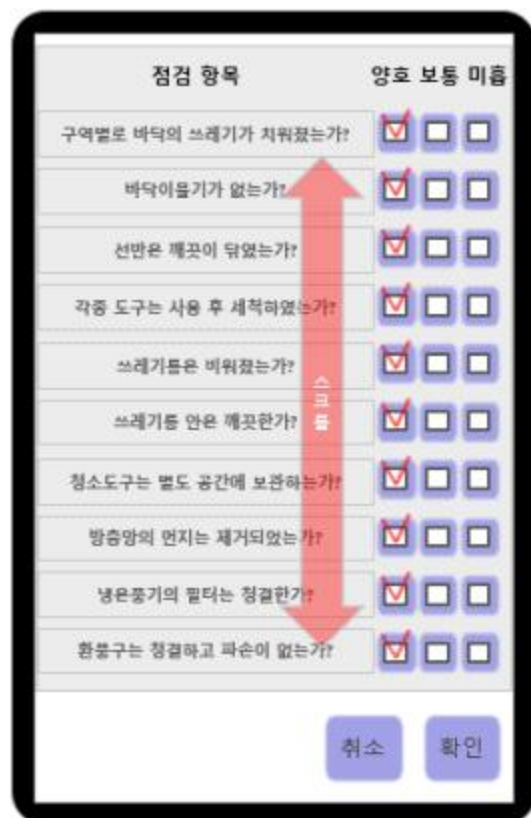 점검 항목 양호 보통 미흡
구역별로 바닥의 쓰레기가 치워졌는가?
바닥이물기가 없는가?
선반은 깨끗이 닦였는가?
각종 도구는 사용 후 세척하였는가?
쓰레기통은 비워졌는가?
쓰레기통 안은 깨끗한가?
청소도구는 별도 공간에 보관하는가?
방충망의 먼지는 제거되었는가?
냉온풍기의 필터는 청결한가?
환풍구는 청결하고 파손이 없는가?
스크롤
취소 확인